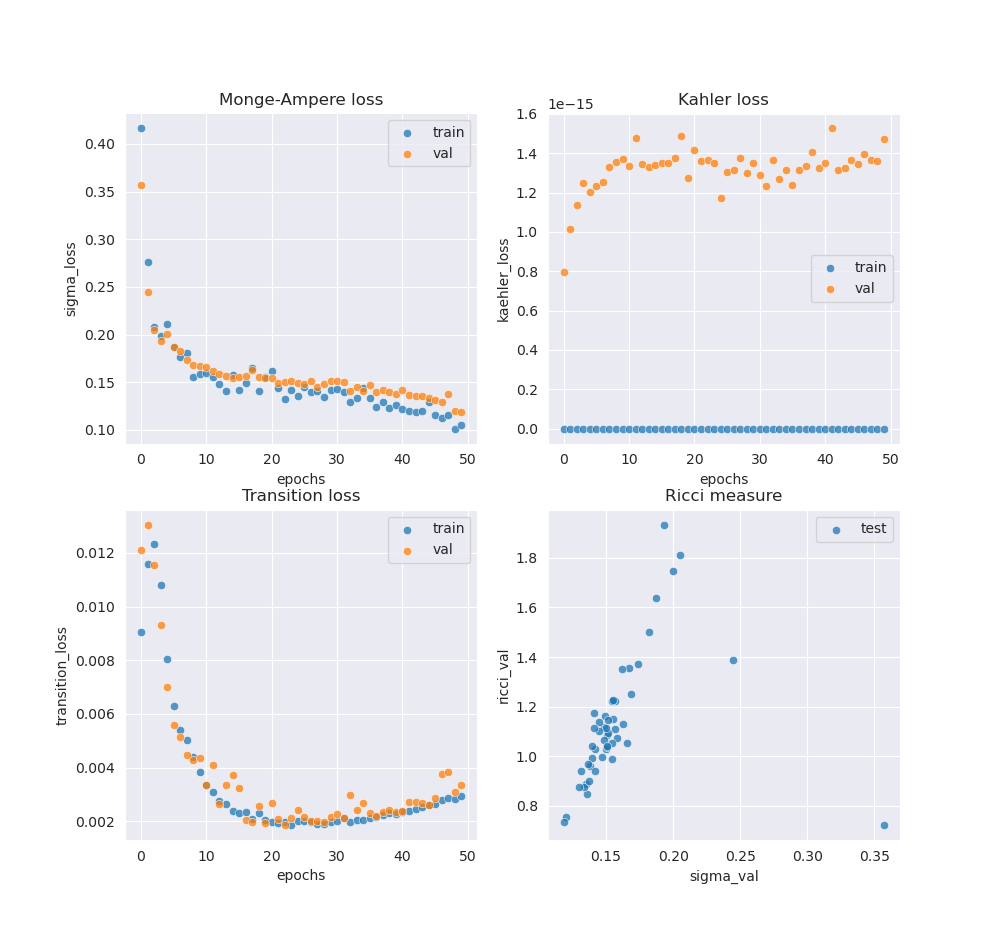 Monge-Ampere loss
train
val
0.40
0.35
0.30
0.25
0.20
0.15
0.10
sigma_loss
0
10
20
30
40
50
epochs
Kahler loss
1e−15
train
val
1.6
1.4
1.2
1.0
0.8
0.6
0.4
0.2
0.0
kaehler_loss
0
10
20
30
40
50
epochs
Transition loss
train
val
0.012
0.010
0.008
0.006
0.004
0.002
transition_loss
0
10
20
30
40
50
epochs
Ricci measure
test
1.8
1.6
1.4
1.2
1.0
0.8
ricci_val
0.15
0.20
0.25
0.30
0.35
sigma_val